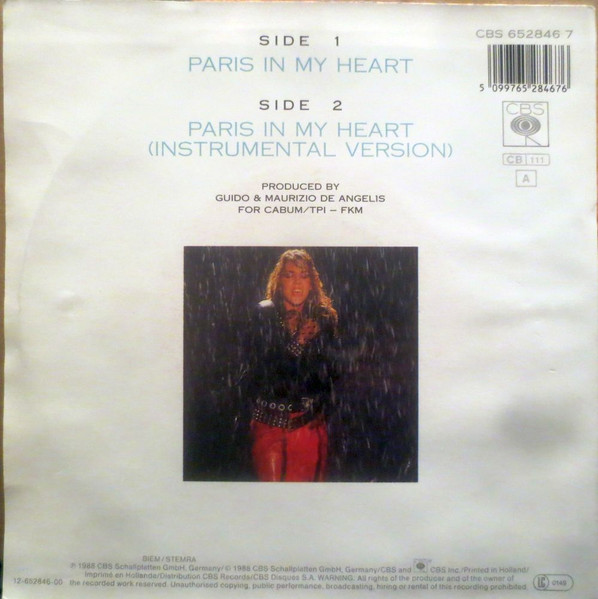 SIDE 1
PARIS IN MY HEART
SIDE 2
PARIS IN MY HEART
(INSTRUMENTAL VERSION)
PRODUCED BY
GUIDO & MAURIZIO DE ANGELIS
FOR CABUM/TPI – FKM
CBS 652846 7
5 099765 284676
CBS
CB 111
A
BIEM/STEMRA
℗ 1988 CBS Schallplatten GmbH, Germany/© 1988 CBS Schallplatten GmbH, Germany/CBS and CBS Inc./Printed in Holland/
Imprimé en Hollande/Distribution CBS Records/CBS Disques S.A. WARNING: All rights of the producer and of the owner of
12-652846-00 the recorded work reserved. Unauthorised copying, public performance, broadcasting, hiring or rental of this recording prohibited.
LC 0149